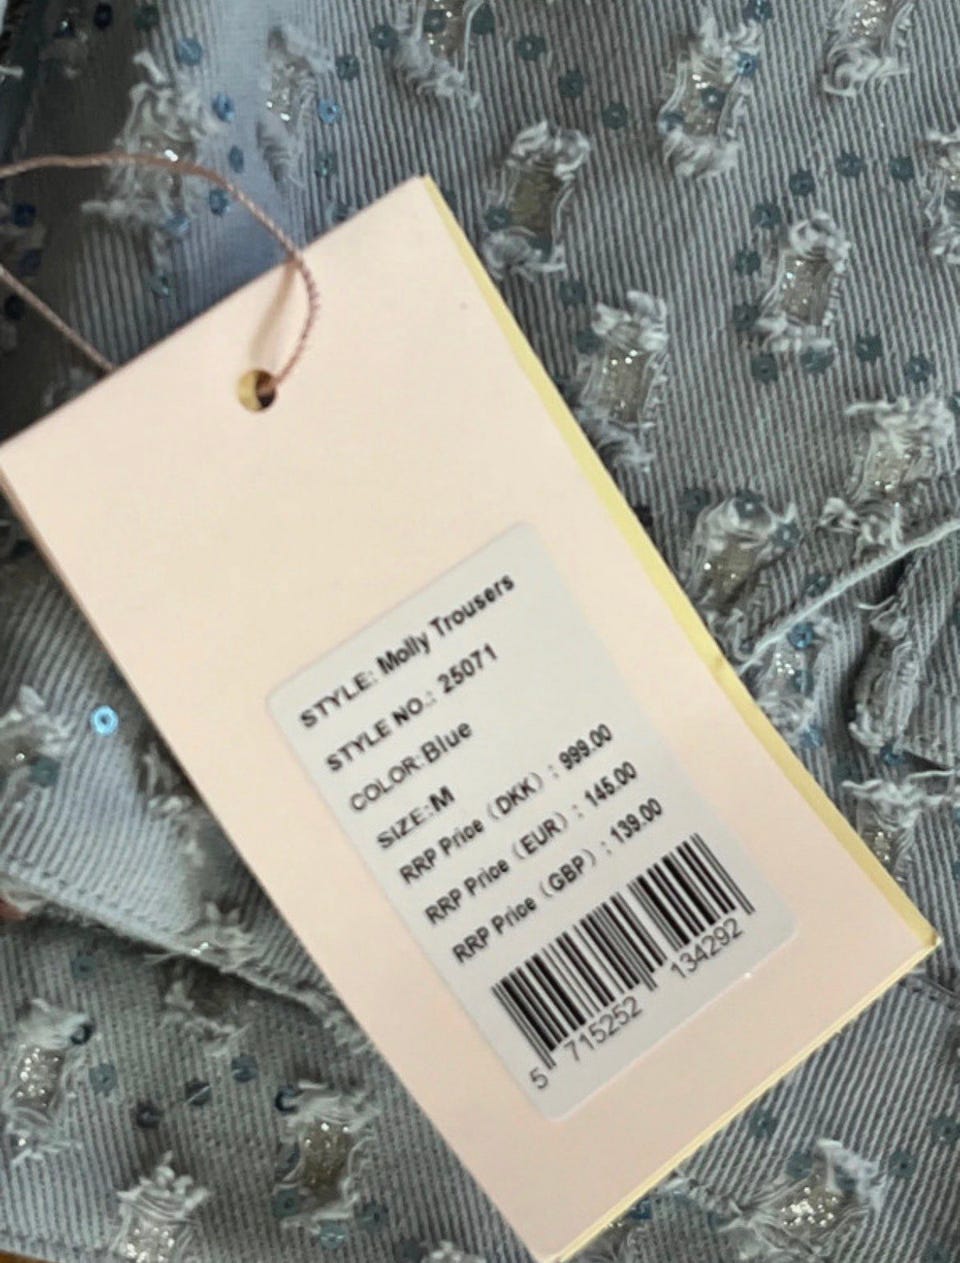 STYLE: Molly Trousers
STYLE NO.: 25071
COLOR:Blue
SIZE:M
RRP Price (DKK) : 999.00
RRP Price (EUR) : 145.00
RRP Price (GBP) : 139.00
5 715252 134292